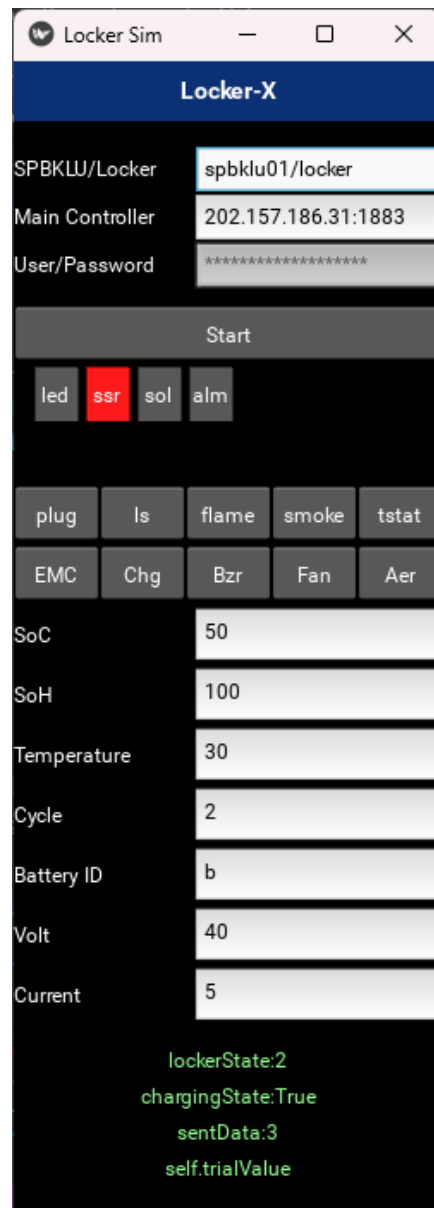 Locker Sim
Locker-X
SPBKLU/Locker spbklu01/locker
Main Controller 202.157.186.31:1883
User/Password *******************
Start
led ssr sol alm
plug ls flame smoke tstat
EMC Chg Bzr Fan Aer
SoC 50
SoH 100
Temperature 30
Cycle 2
Battery ID b
Volt 40
Current 5
lockerState:2
chargingState:True
sentData:3
self.trialValue